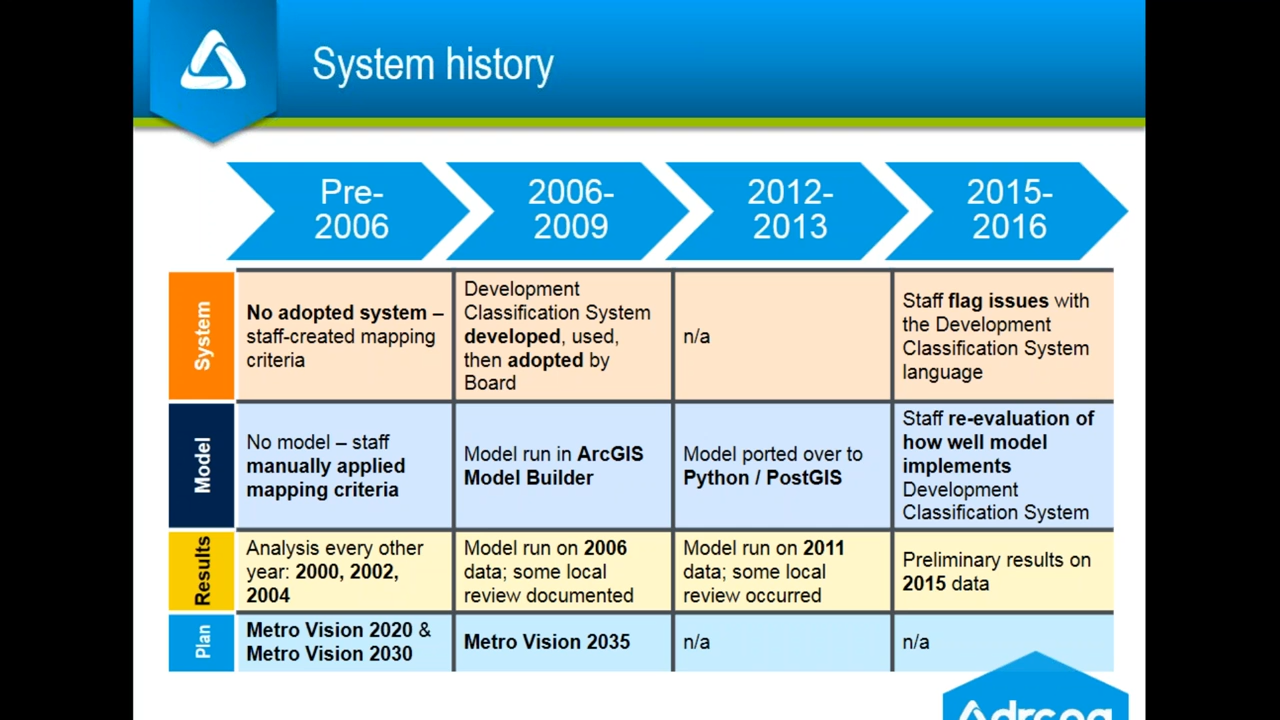 System history
Pre-
2006
2006-
2009
2012-
2013
2015-
2016
System
No adopted system –
staff-created mapping
criteria
Development
Classification System
developed, used,
then adopted by
Board
n/a
Staff flag issues with
the Development
Classification System
language
Model
No model – staff
manually applied
mapping criteria
Model run in ArcGIS
Model Builder
Model ported over to
Python / PostGIS
Staff re-evaluation of
how well model
implements
Development
Classification System
Results
Analysis every other
year: 2000, 2002,
2004
Model run on 2006
data; some local
review documented
Model run on 2011
data; some local
review occurred
Preliminary results on
2015 data
Plan
Metro Vision 2020 &
Metro Vision 2030
Metro Vision 2035
n/a
n/a
drcog